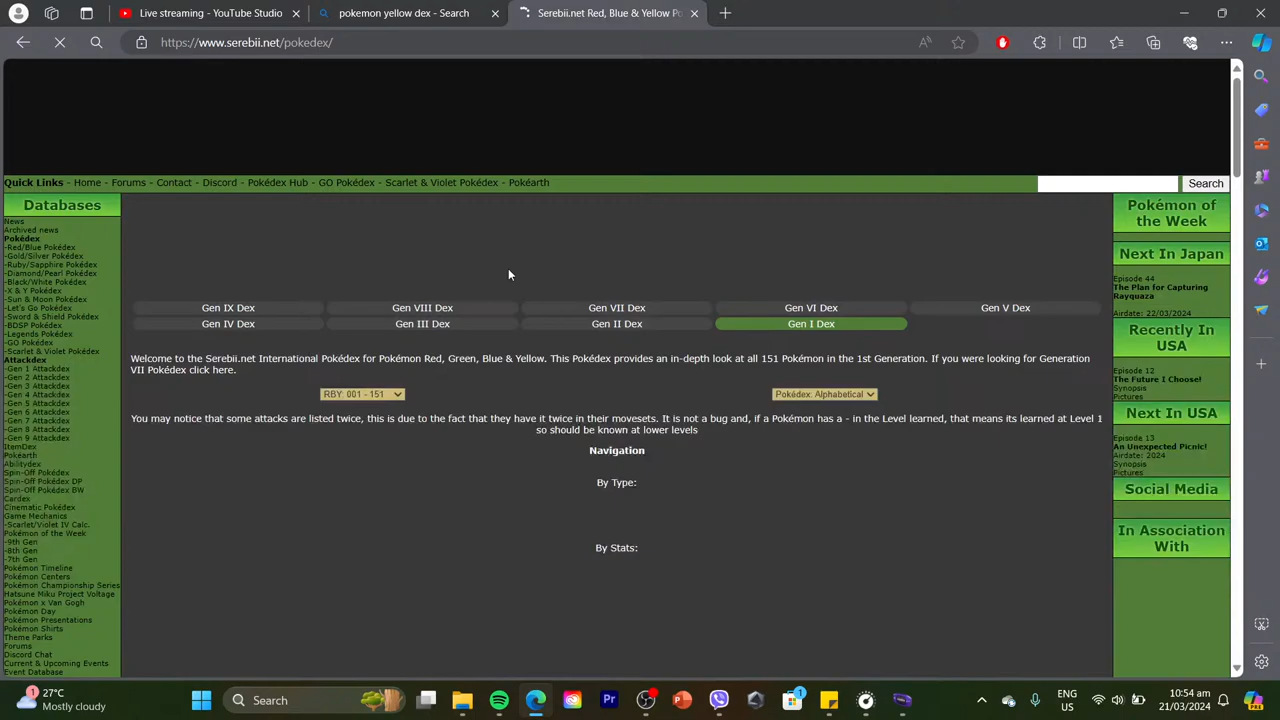 Live streaming - YouTube Studio
pokemon yellow dex - Search
Serebii.net Red, Blue & Yellow Po
https://www.serebii.net/pokedex/
Quick Links - Home - Forums - Contact - Discord - Pokédex Hub - GO Pokédex - Scarlet & Violet Pokédex - Pokéarth
Search
Databases
News
Archived news
Pokédex
-Red/Blue Pokédex
-Gold/Silver Pokédex
-Ruby/Sapphire Pokédex
-Diamond/Pearl Pokédex
-Black/White Pokédex
-X & Y Pokédex
-Sun & Moon Pokédex
-Let's Go Pokédex
-Sword & Shield Pokédex
-BDSP Pokédex
-Legends Pokédex
-GO Pokédex
-Scarlet & Violet Pokédex
Attackdex
-Gen 1 Attackdex
-Gen 2 Attackdex
-Gen 3 Attackdex
-Gen 4 Attackdex
-Gen 5 Attackdex
-Gen 6 Attackdex
-Gen 7 Attackdex
-Gen 8 Attackdex
-Gen 9 Attackdex
ItemDex
Pokéarth
Abilitydex
Spin-Off Pokédex
Spin-Off Pokédex DP
Spin-Off Pokédex BW
Cardex
Cinematic Pokédex
Game Mechanics
-Scarlet/Violet IV Calc.
Pokémon of the Week
-9th Gen
-8th Gen
-7th Gen
Pokémon Timeline
Pokémon Centers
Pokémon Championship Series
Hatsune Miku Project Voltage
Pokémon x Van Gogh
Pokémon Day
Pokémon Presentations
Pokémon Shirts
Theme Parks
Forums
Discord Chat
Current & Upcoming Events
Event Database
Gen IX Dex
Gen VIII Dex
Gen VII Dex
Gen VI Dex
Gen V Dex
Gen IV Dex
Gen III Dex
Gen II Dex
Gen I Dex
Welcome to the Serebii.net International Pokédex for Pokémon Red, Green, Blue & Yellow. This Pokédex provides an in-depth look at all 151 Pokémon in the 1st Generation. If you were looking for Generation
VII Pokédex click here.
RBY: 001 - 151
Pokédex: Alphabetical
You may notice that some attacks are listed twice, this is due to the fact that they have it twice in their movesets. It is not a bug and, if a Pokémon has a - in the Level learned, that means its learned at Level 1
so should be known at lower levels
Navigation
By Type:
By Stats:
Pokémon of
the Week
Next In Japan
Episode 44
The Plan for Capturing
Rayquaza
Airdate: 22/03/2024
Recently In
USA
Episode 12
The Future I Choose!
Synopsis
Pictures
Next In USA
Episode 13
An Unexpected Picnic!
Airdate: 2024
Synopsis
Pictures
Social Media
In Association
With
1
27°C
Mostly cloudy
Search
1
ENG
US
10:54 am
21/03/2024